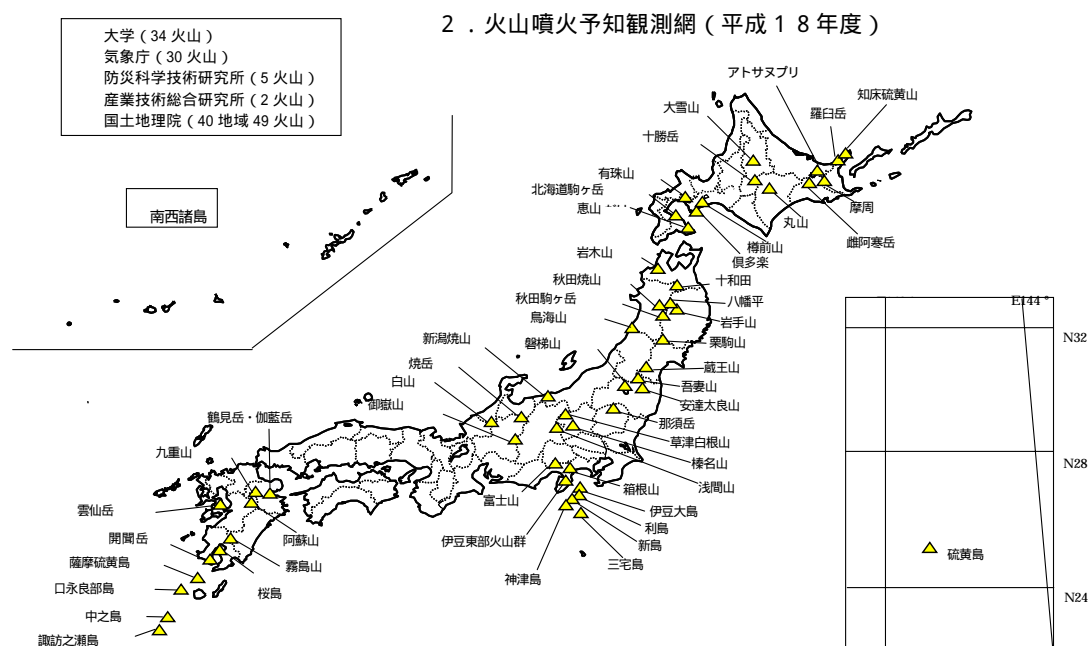 ２．火山噴火予知観測網（平成１８年度）
大学（34 火山）
気象庁（30 火山）
防災科学技術研究所（5 火山）
産業技術総合研究所（2 火山）
国土地理院（40 地域 49 火山）
南西諸島
アトサヌプリ
知床硫黄山
羅臼岳
大雪山
十勝岳
有珠山
北海道駒ヶ岳
恵山
摩周
丸山
雌阿寒岳
樽前山
倶多楽
岩木山
十和田
秋田焼山
八幡平
秋田駒ヶ岳
岩手山
鳥海山
栗駒山
磐梯山
蔵王山
吾妻山
安達太良山
那須岳
新潟焼山
焼岳
白山
御嶽山
草津白根山
榛名山
浅間山
箱根山
富士山
伊豆大島
利島
新島
伊豆東部火山群
三宅島
神津島
鶴見岳・伽藍岳
九重山
雲仙岳
阿蘇山
開聞岳
霧島山
薩摩硫黄島
桜島
口永良部島
中之島
諏訪之瀬島
E144°
N32
N28
硫黄島
N24